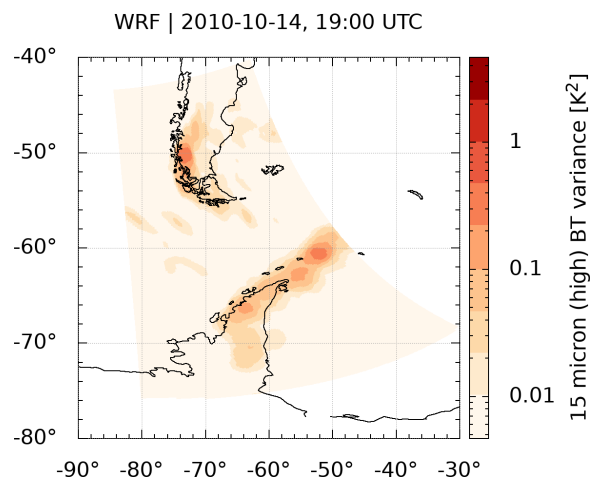 WRF | 2010-10-14, 19:00 UTC
-40°
-50°
-60°
-70°
-80°
-90° -80° -70° -60° -50° -40° -30°
1
0.1
0.01
15 micron (high) BT variance [K²]